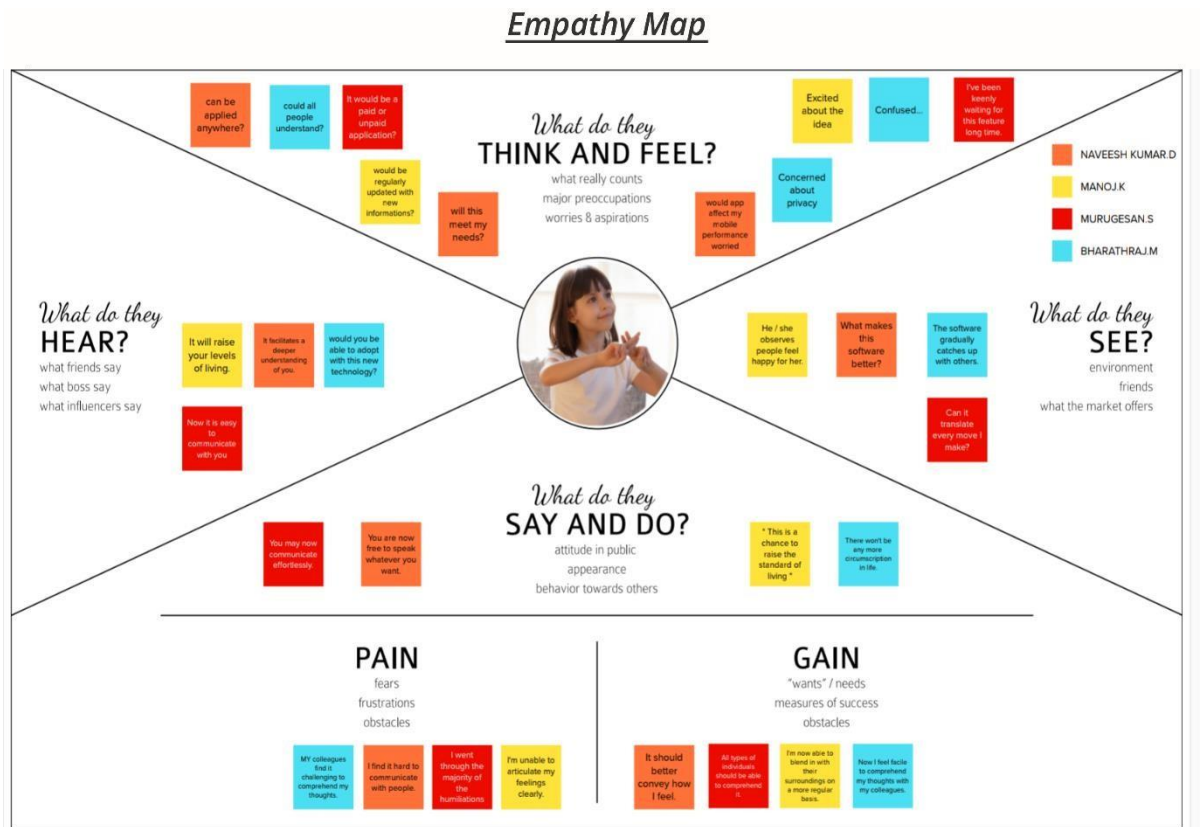 Empathy Map
can be
applied
anywhere?
could all
people
understand?
It would be a
paid or
unpaid
application?
would be
regularly
updated with
new
informations?
will this
meet my
needs?
What do they
THINK AND FEEL?
what really counts
major preoccupations
worries & aspirations
Excited
about the
idea
Confused...
I've been
keenly
waiting for
this feature
long time.
Concerned
about
privacy
would app
affect my
mobile
performance
worried
NAVEESH KUMAR.D
MANOJ.K
MURUGESAN.S
BHARATHRAJ.M
What do they
HEAR?
what friends say
what boss say
what influencers say
It will raise
your levels
of living.
It facilitates a
deeper
understanding
of you.
would you be
able to adopt
with this new
technology?
Now it is easy
to
communicate
with you
He / she
observes
people feel
happy for her.
What makes
this
software
better?
The software
gradually
catches up
with others.
Can it
translate
every move I
make?
What do they
SEE?
environment
friends
what the market offers
What do they
SAY AND DO?
attitude in public
appearance
behavior towards others
You may now
communicate
effortlessly.
You are now
free to speak
whatever you
want.
" This is a
chance to
raise the
standard of
living "
There won't be
any more
circumscription
in life.
PAIN
fears
frustrations
obstacles
MY colleagues
find it
challenging to
comprehend my
thoughts.
I find it hard to
communicate
with people.
I went
through the
majority of
the
humiliations
I'm unable to
articulate my
feelings
clearly.
GAIN
"wants" / needs
measures of success
obstacles
It should
better
convey how
I feel.
All types of
individuals
should be able
to comprehend
it.
I'm now able to
blend in with
their
surroundings on
a more regular
basis.
Now I feel facile
to comprehend
my thoughts with
my colleagues.